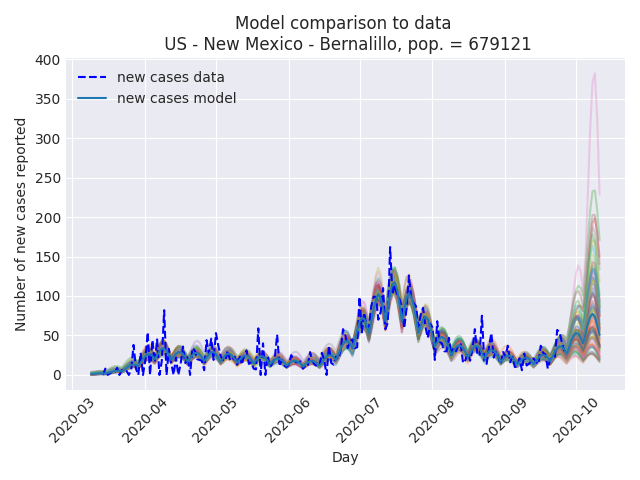 Model comparison to data
US - New Mexico - Bernalillo, pop. = 679121
Number of new cases reported
400
350
300
250
200
150
100
50
0
new cases data
new cases model
2020-03
2020-04
2020-05
2020-06
2020-07
2020-08
2020-09
2020-10
Day